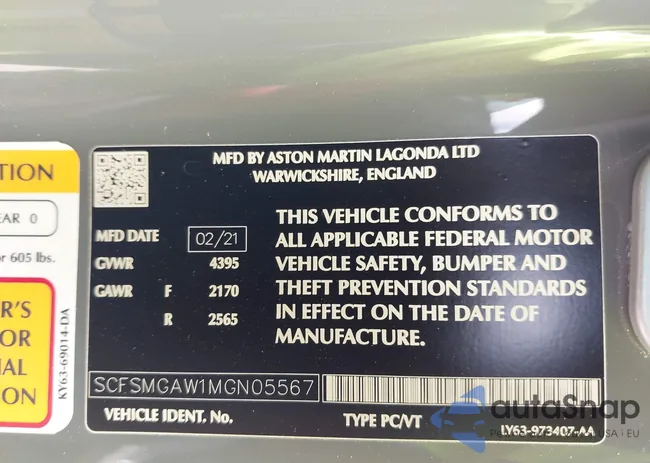 MFD BY ASTON MARTIN LAGONDA LTD
WARWICKSHIRE, ENGLAND
MFD DATE 02/21
GVWR 4395
GAWR F 2170
R 2565
THIS VEHICLE CONFORMS TO
ALL APPLICABLE FEDERAL MOTOR
VEHICLE SAFETY, BUMPER AND
THEFT PREVENTION STANDARDS
IN EFFECT ON THE DATE OF
MANUFACTURE.
SCFSMGAW1MGN05567
VEHICLE IDENT. No.
TYPE PC/VT
LY63-973407-AA
TION
EAR 0
r 605 lbs.
R'S
OR
AL
ON
KY63-69014-DA
autoSnap
USA | EU